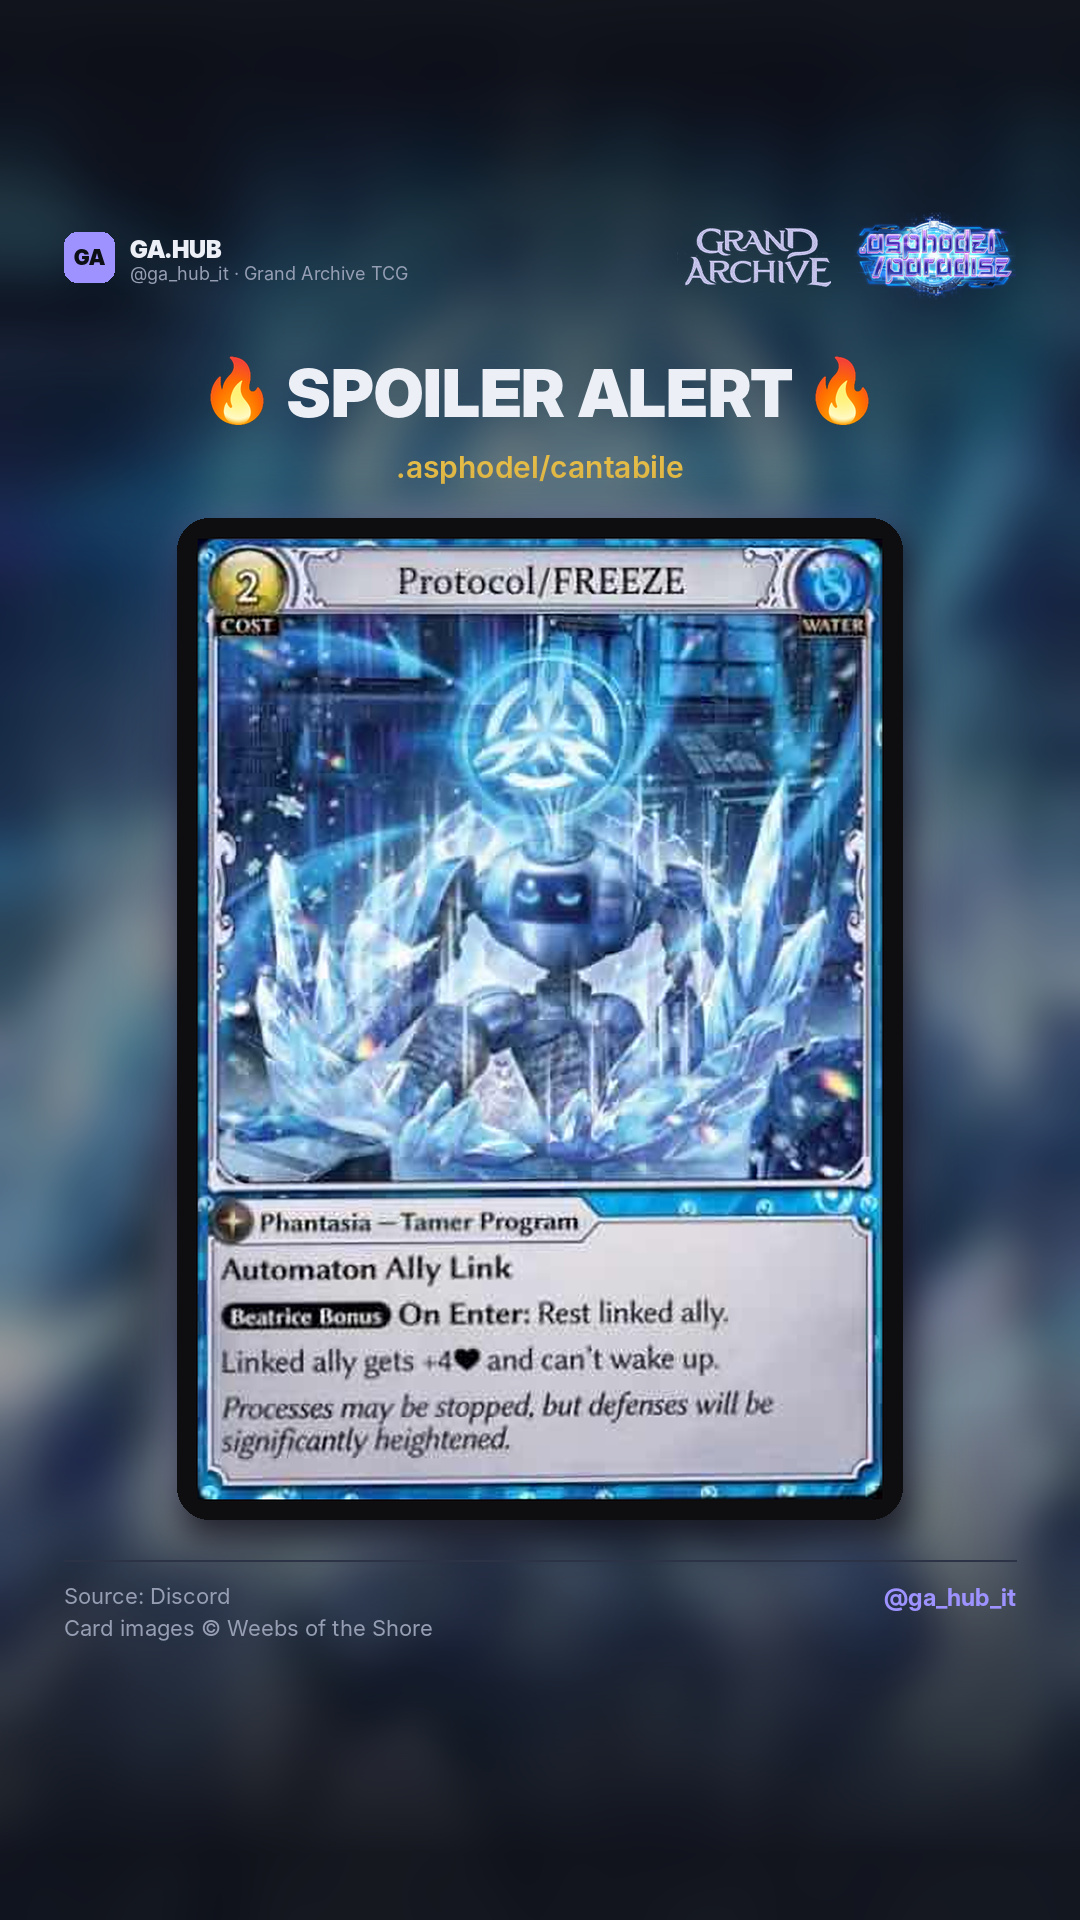 GA
GA.HUB
@ga_hub_it · Grand Archive TCG
GRAND
ARCHIVE
.asphodel
/paradise
🔥 SPOILER ALERT 🔥
.asphodel/cantabile
2
COST
Protocol/FREEZE
WATER
Phantasia — Tamer Program
Automaton Ally Link
Beatrice Bonus On Enter: Rest linked ally.
Linked ally gets +4♥ and can't wake up.
Processes may be stopped, but defenses will be
significantly heightened.
Source: Discord
Card images © Weebs of the Shore
@ga_hub_it